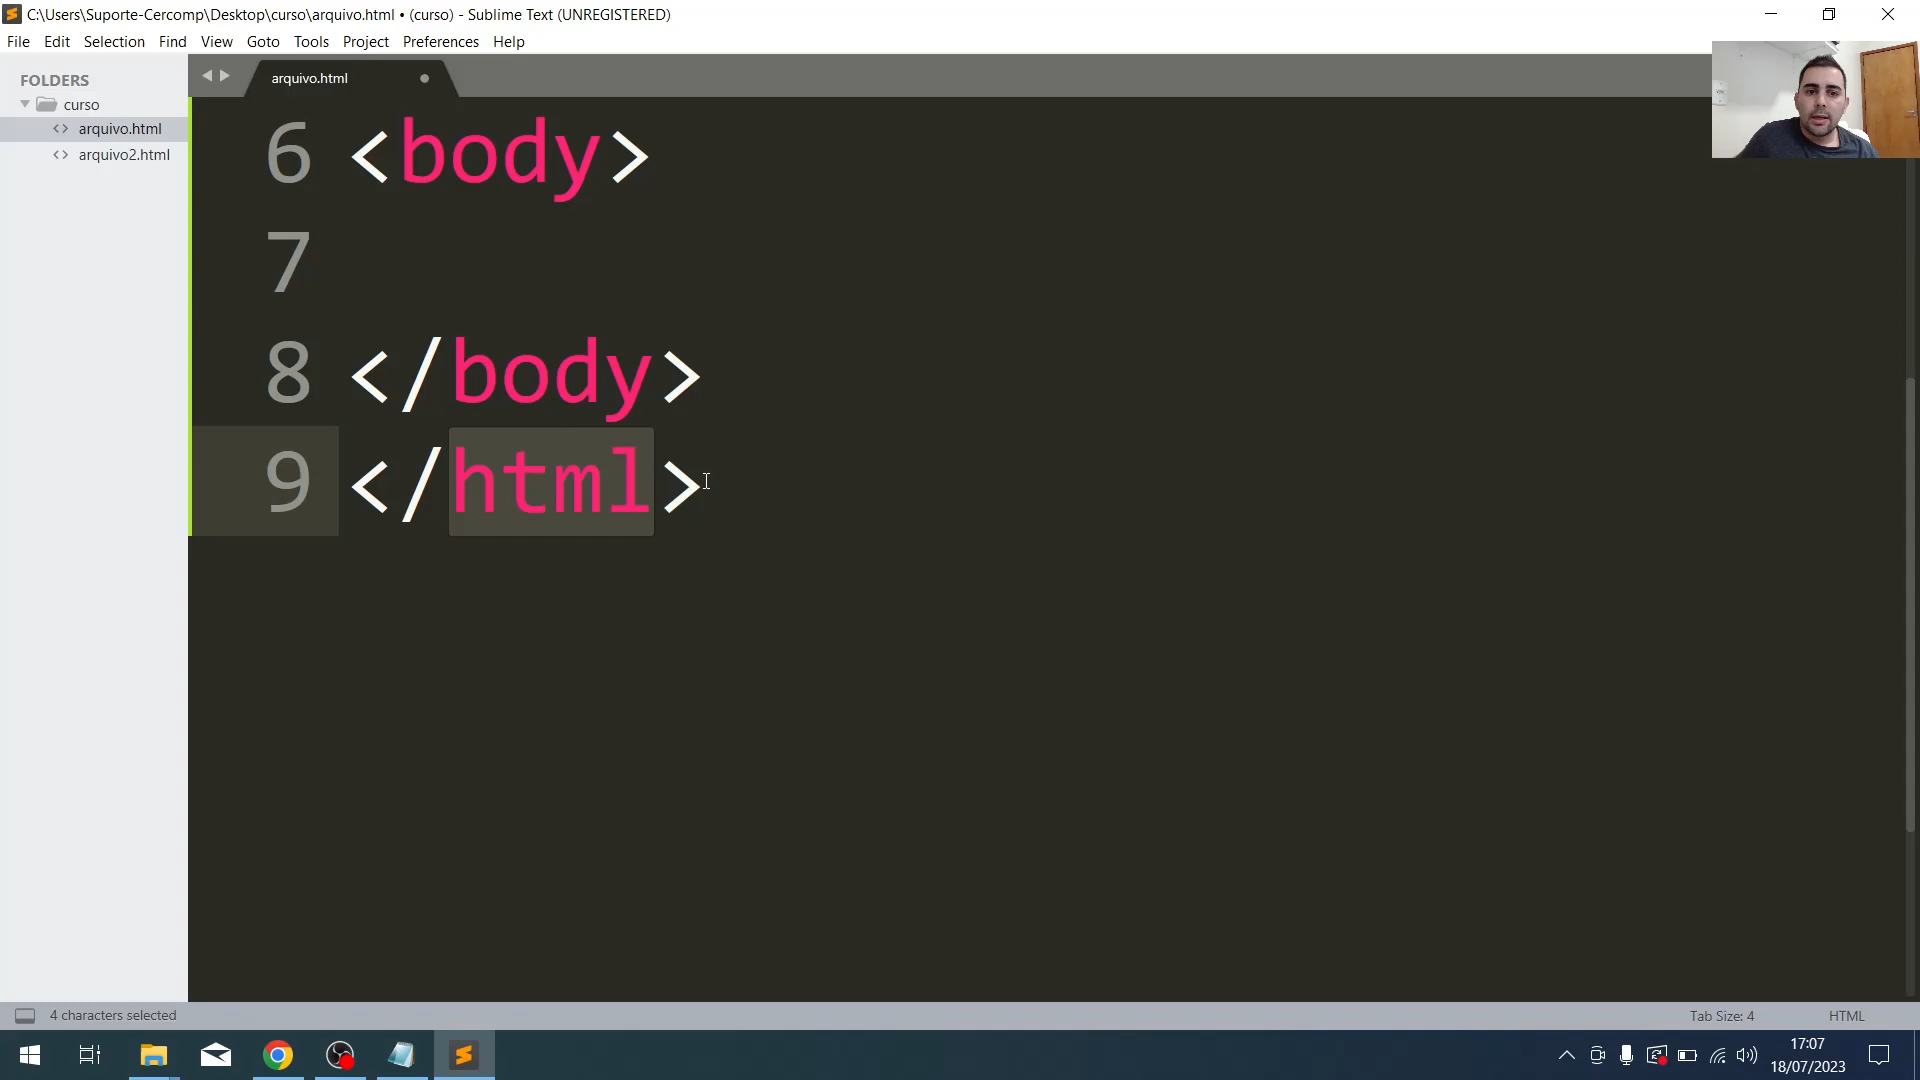 C:\Users\Suporte-Cercomp\Desktop\curso\arquivo.html • (curso) - Sublime Text (UNREGISTERED)
File Edit Selection Find View Goto Tools Project Preferences Help
FOLDERS
curso
arquivo.html
arquivo2.html
arquivo.html
6 <body>
7
8 </body>
9 </html>
4 characters selected
Tab Size: 4
HTML
17:07
18/07/2023